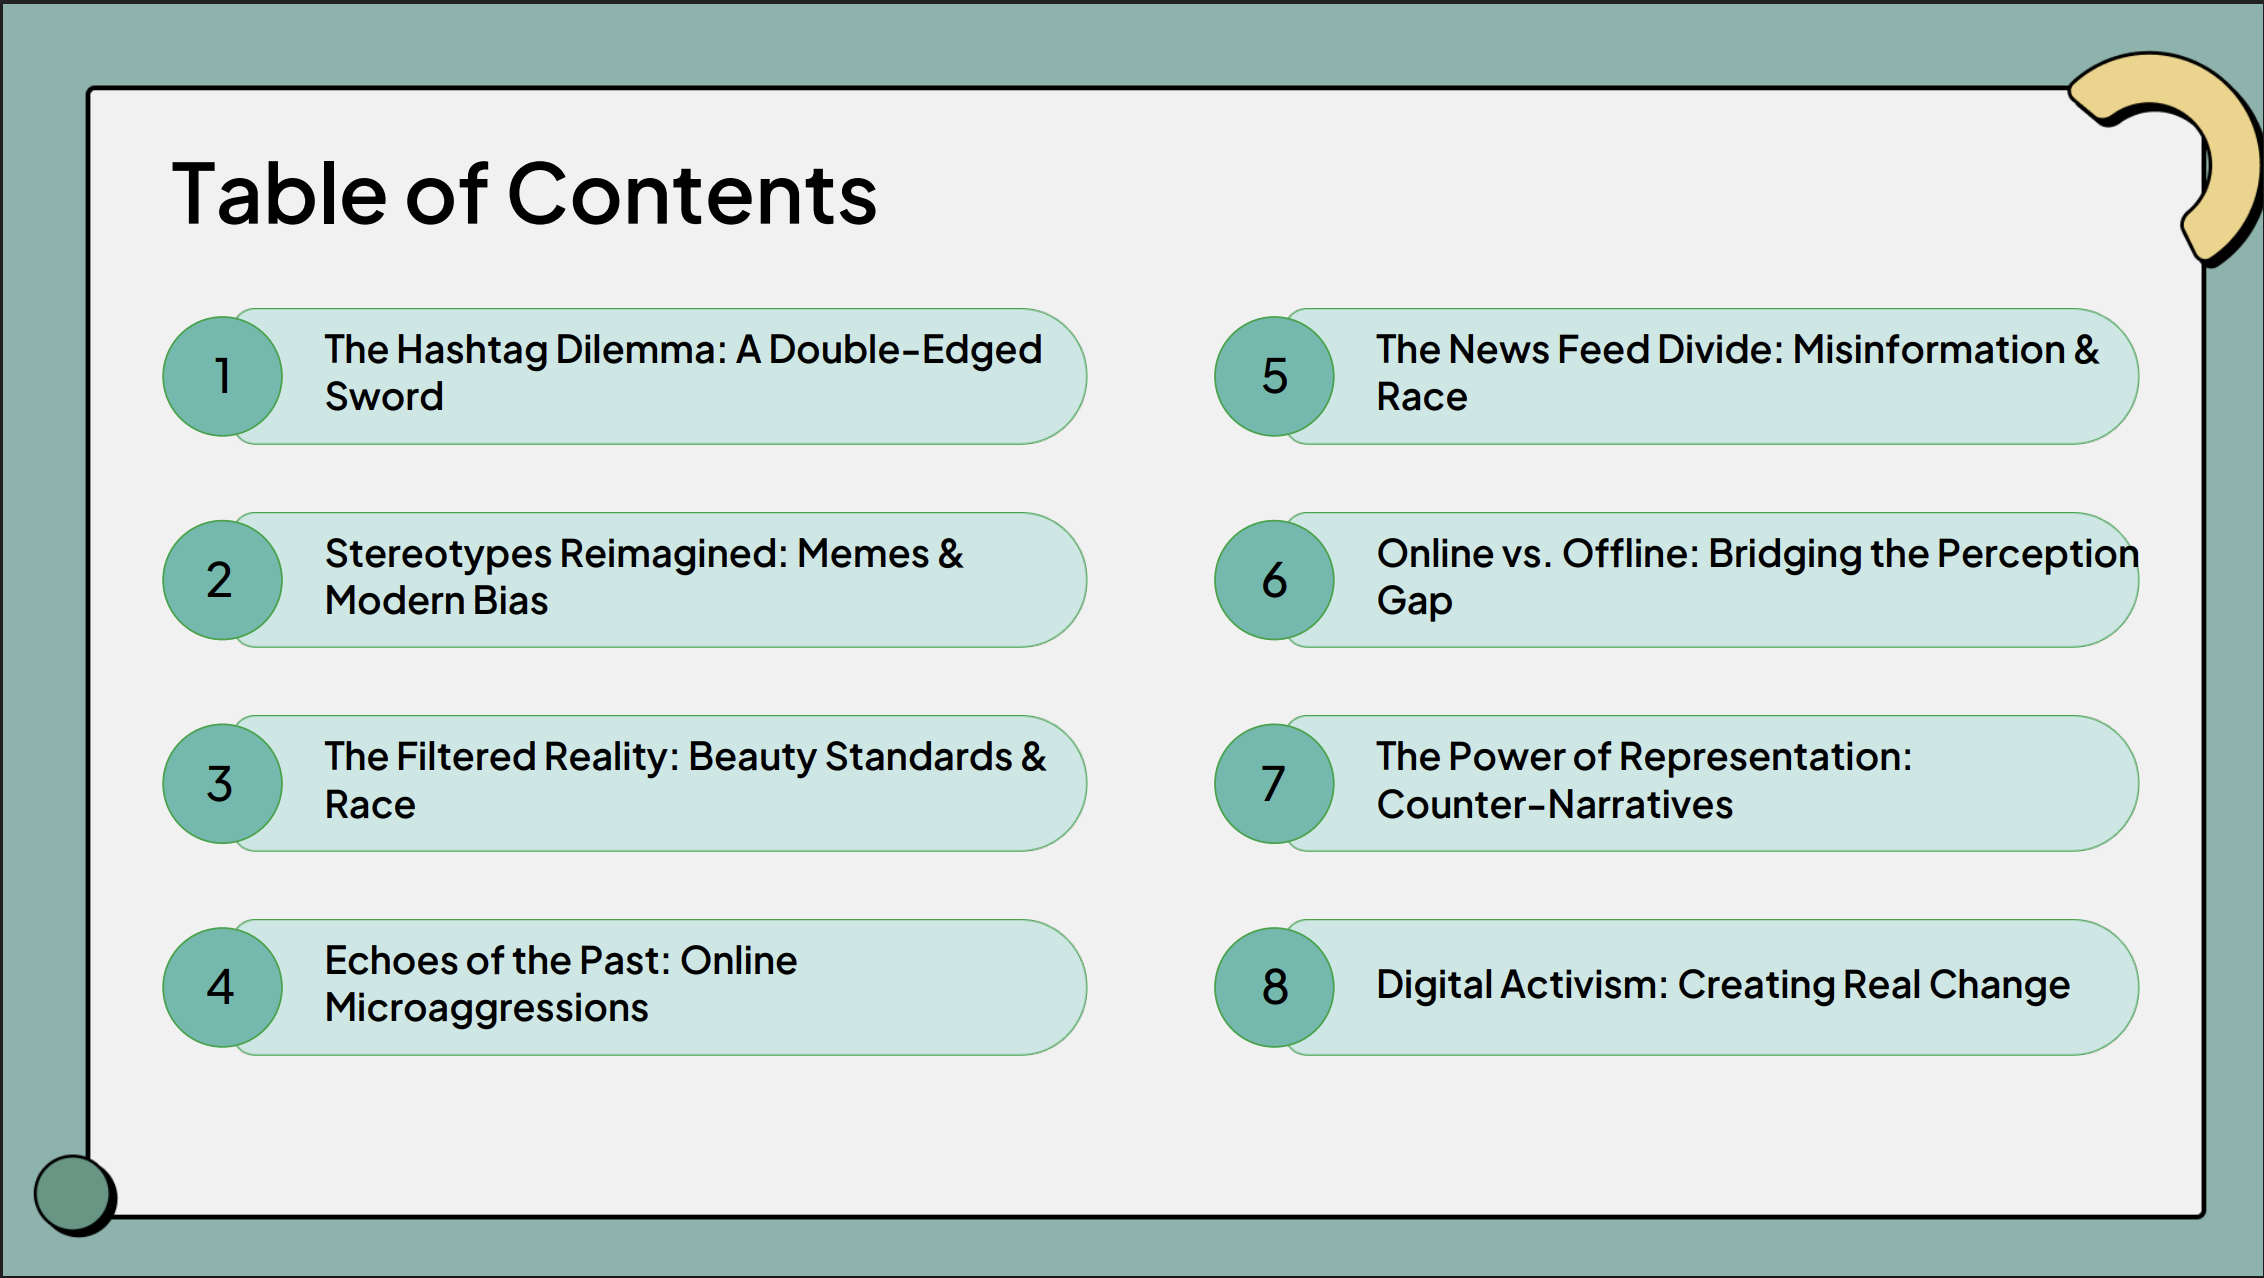 Table of Contents
1
The Hashtag Dilemma: A Double-Edged
Sword
2
Stereotypes Reimagined: Memes &
Modern Bias
3
The Filtered Reality: Beauty Standards &
Race
4
Echoes of the Past: Online
Microaggressions
5
The News Feed Divide: Misinformation &
Race
6
Online vs. Offline: Bridging the Perception
Gap
7
The Power of Representation:
Counter-Narratives
8
Digital Activism: Creating Real Change